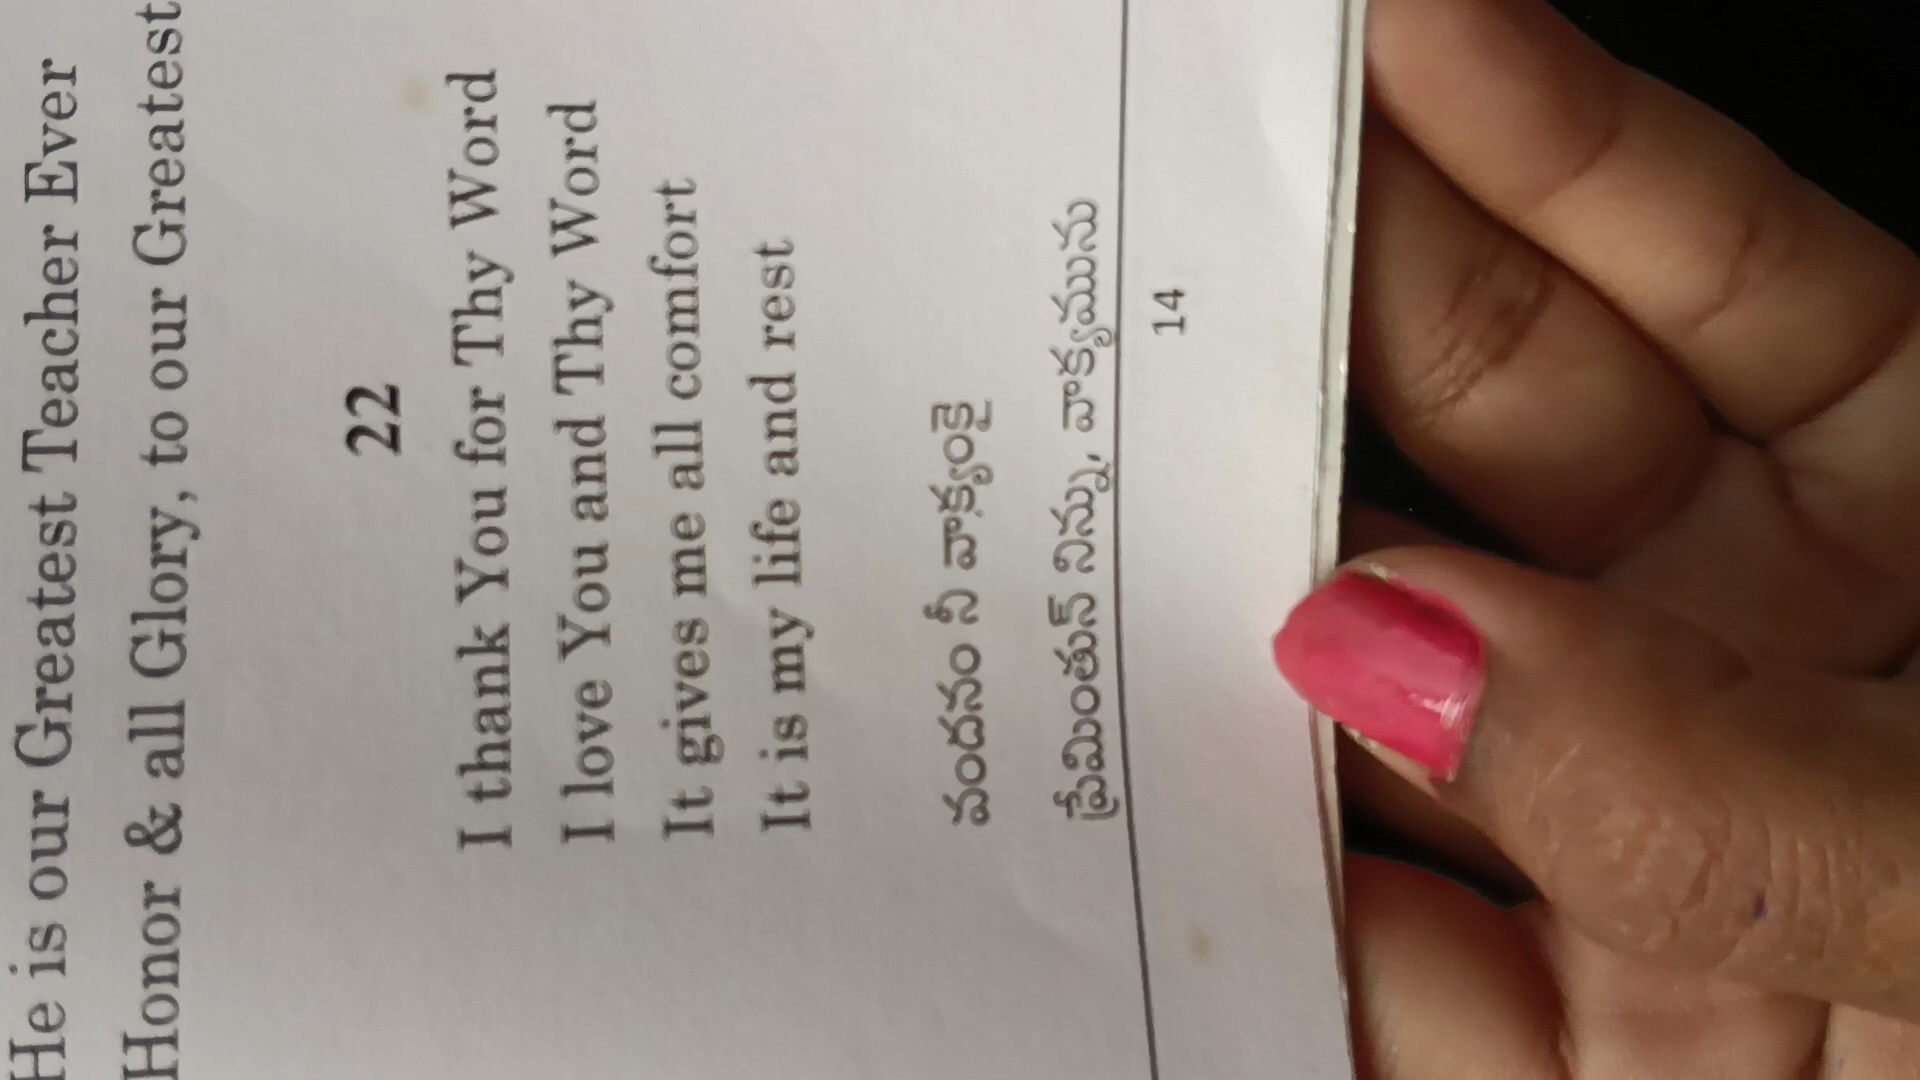 He is our Greatest Teacher Ever
Honor & all Glory, to our Greatest
22
I thank You for Thy Word
I love You and Thy Word
It gives me all comfort
It is my life and rest
వందనం నీ వాక్యంకై
ప్రేమింతున్ నిన్ను, వాక్యమును
14